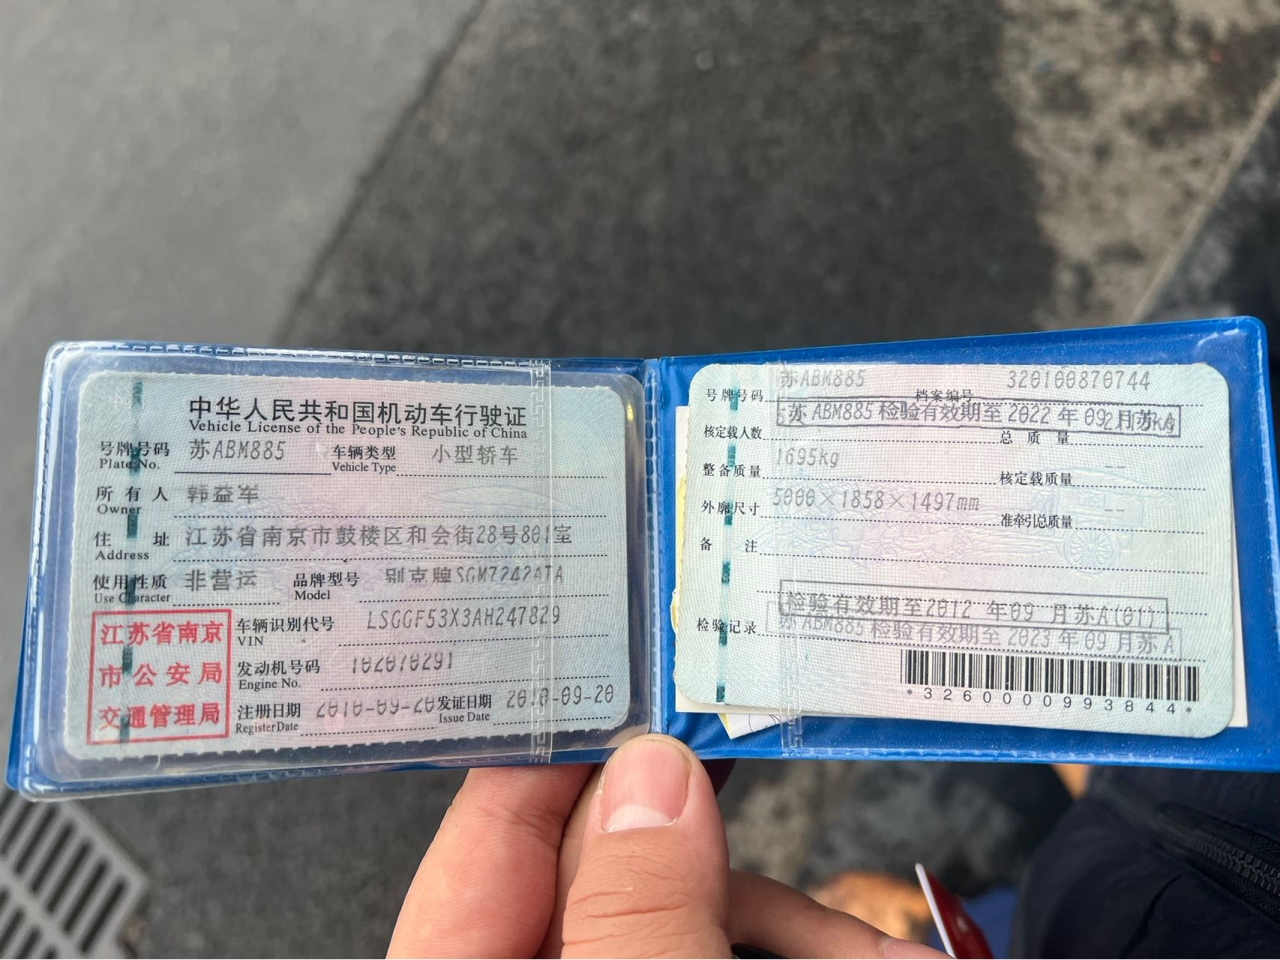 中华人民共和国机动车行驶证
Vehicle License of the People's Republic of China
号牌号码 苏ABM885 车辆类型 小型轿车
Plate No. Vehicle Type
所有人 韩益军
Owner
住址 江苏省南京市鼓楼区和会街28号801室
Address
使用性质 非营运 品牌型号 别克牌SGM7242ATA
Use Character Model
江苏省南京
市公安局
交通管理局
车辆识别代号 LSGGF53X3AH247829
VIN
发动机号码 102070291
Engine No.
注册日期 2010-09-20 发证日期 2010-09-20
Register Date Issue Date
号牌号码 苏ABM885 档案编号 320100870744
苏ABM885检验有效期至2022年09月苏A
核定载人数 总质量
整备质量 1695kg 核定载质量 --
外廓尺寸 5000×1858×1497mm 准牵引总质量 --
备注
检验有效期至2012年09月苏A(01)
检验记录 苏ABM885检验有效期至2023年09月苏A
*3260000993844*